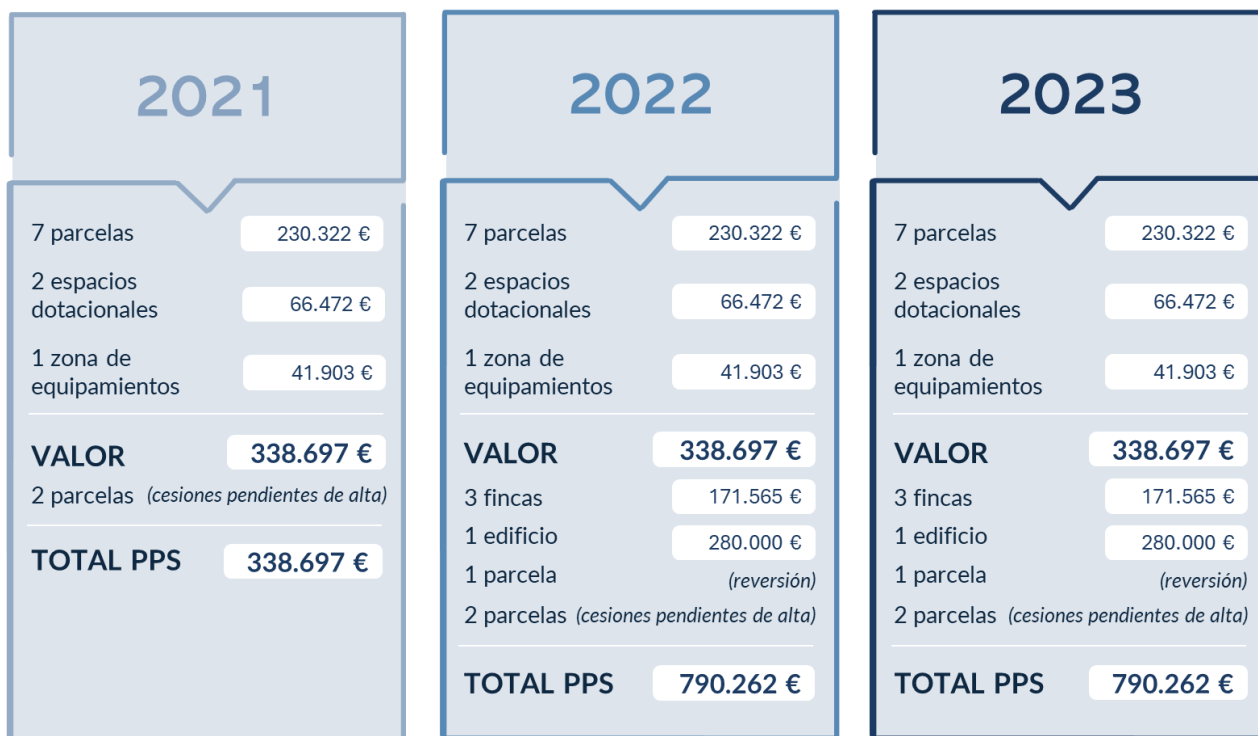 2021
7 parcelas 230.322 €
2 espacios
dotacionales 66.472 €
1 zona de
equipamientos 41.903 €
VALOR 338.697 €
2 parcelas (cesiones pendientes de alta)
TOTAL PPS 338.697 €
2022
7 parcelas 230.322 €
2 espacios
dotacionales 66.472 €
1 zona de
equipamientos 41.903 €
VALOR 338.697 €
3 fincas 171.565 €
1 edificio 280.000 €
1 parcela (reversión)
2 parcelas (cesiones pendientes de alta)
TOTAL PPS 790.262 €
2023
7 parcelas 230.322 €
2 espacios
dotacionales 66.472 €
1 zona de
equipamientos 41.903 €
VALOR 338.697 €
3 fincas 171.565 €
1 edificio 280.000 €
1 parcela (reversión)
2 parcelas (cesiones pendientes de alta)
TOTAL PPS 790.262 €